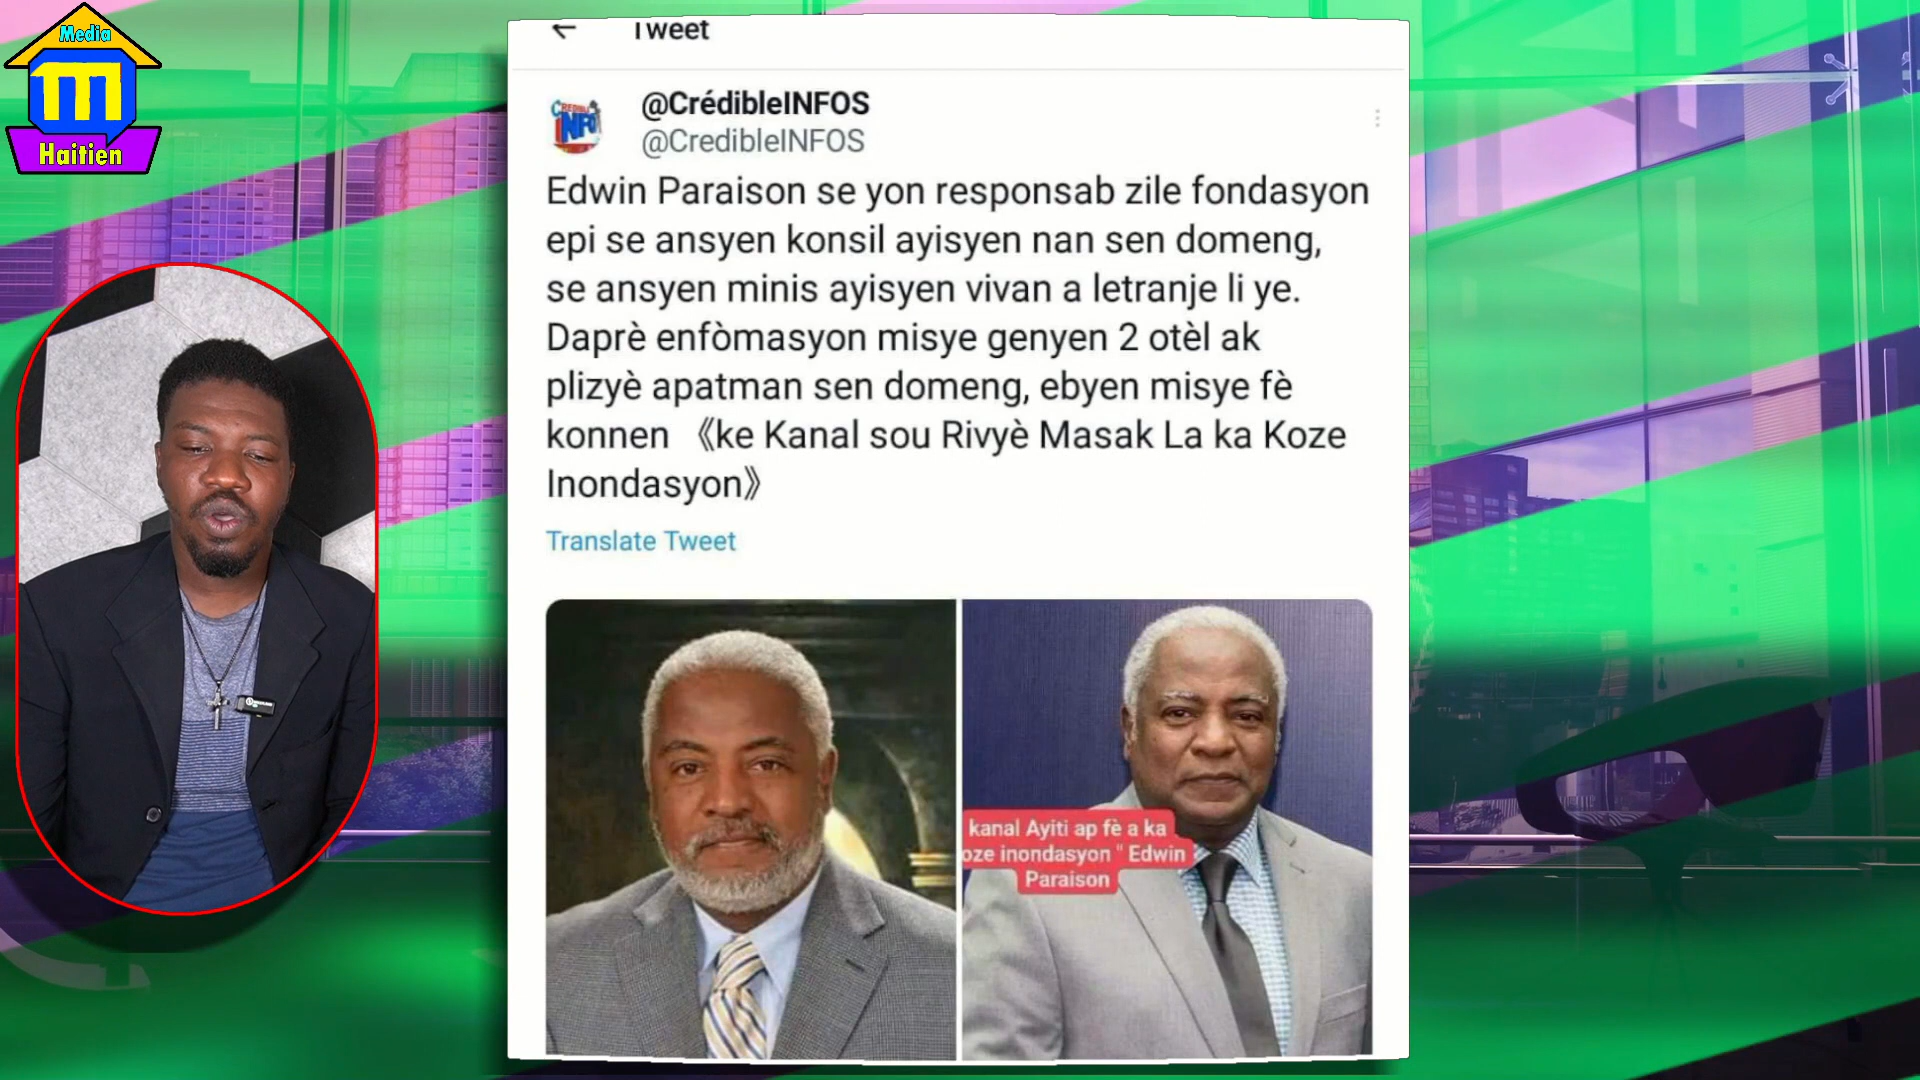 Media
m
Haitien
Tweet
@CrédibleINFOS
@CredibleINFOS
CREDIBLE
INFO
Edwin Paraison se yon responsab zile fondasyon
epi se ansyen konsil ayisyen nan sen domeng,
se ansyen minis ayisyen vivan a letranje li ye.
Daprè enfòmasyon misye genyen 2 otèl ak
plizyè apatman sen domeng, ebyen misye fè
konnen 《ke Kanal sou Rivyè Masak La ka Koze
Inondasyon》
Translate Tweet
kanal Ayiti ap fè a ka
oze inondasyon " Edwin
Paraison